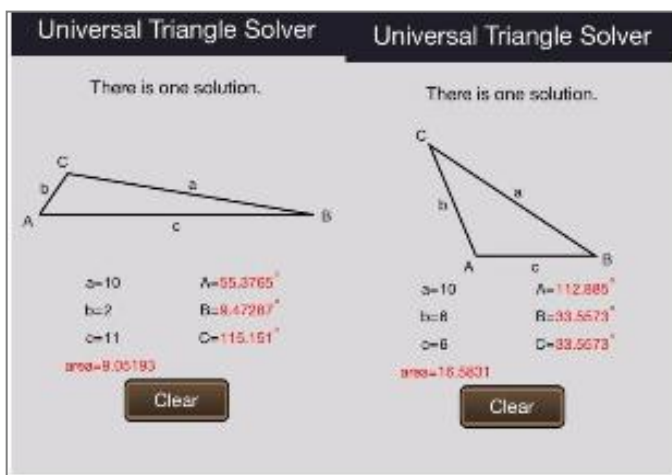 Universal Triangle Solver
There is one solution.
C
b
a
A
B
c
a=10 A=55.3765°
b=2 B=9.47287°
c=11 C=115.151°
area=9.05193
Clear
Universal Triangle Solver
There is one solution.
C
a
b
A
c
B
a=10 A=112.885°
b=6 B=33.5573°
c=6 C=33.5573°
area=16.5831
Clear